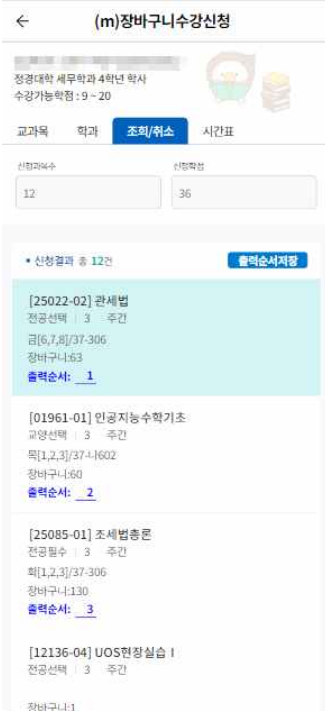 (m)장바구니수강신청
정경대학 세무학과 4학년 학사
수강가능학점 : 9 ~ 20
교과목 학과 조회/취소 시간표
신청과목수 신청학점
12 36
신청결과 총 12건 출력순서저장
[25022-02] 관세법
전공선택 3 주간
금[6,7,8]/37-306
장바구니:63
출력순서: 1
[01961-01] 인공지능수학기초
교양선택 3 주간
목[1,2,3]/37-나602
장바구니:60
출력순서: 2
[25085-01] 조세법총론
전공필수 3 주간
화[1,2,3]/37-306
장바구니:130
출력순서: 3
[12136-04] UOS현장실습 I
전공선택 3 주간
장바구니:1